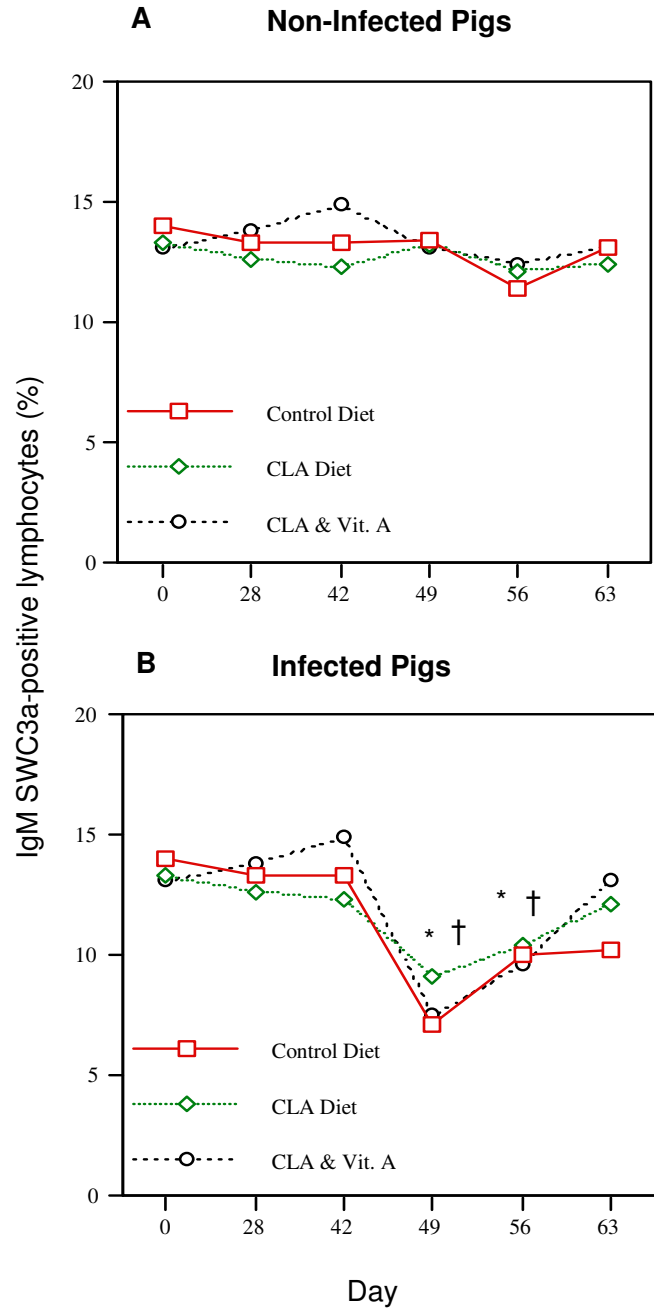 A Non-Infected Pigs
20
15
10
5
0
Control Diet
CLA Diet
CLA & Vit. A
0 28 42 49 56 63
IgM SWC3a-positive lymphocytes (%)
B Infected Pigs
20
15
10
5
0
* †
* †
Control Diet
CLA Diet
CLA & Vit. A
0 28 42 49 56 63
Day